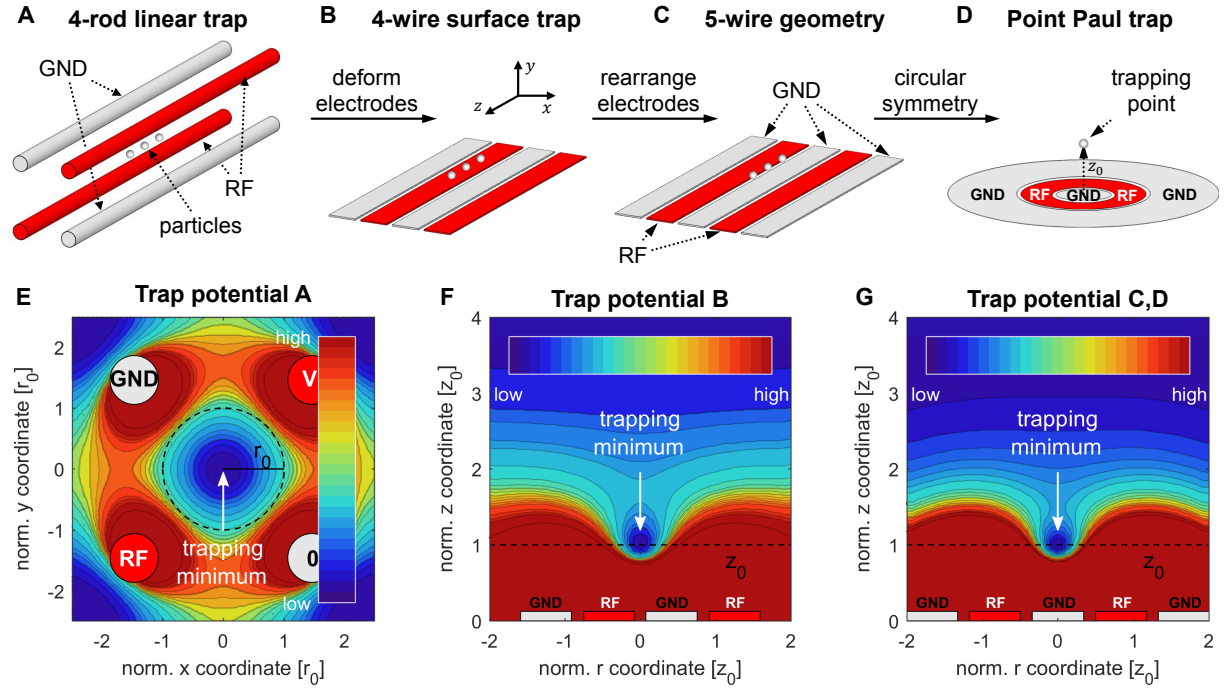 A 4-rod linear trap
GND
RF
particles
deform
electrodes
B 4-wire surface trap
y
z x
rearrange
electrodes
C 5-wire geometry
GND
RF
circular
symmetry
D Point Paul trap
trapping
point
z₀
GND RF GND RF GND
E Trap potential A
norm. y coordinate [r₀]
2
1
0
-1
-2
high
GND V
r₀
trapping
minimum
RF 0
low
-2 -1 0 1 2
norm. x coordinate [r₀]
F Trap potential B
norm. z coordinate [z₀]
4
3
2
1
0
low high
trapping
minimum
z₀
GND RF GND RF
-2 -1 0 1 2
norm. r coordinate [z₀]
G Trap potential C,D
norm. z coordinate [z₀]
4
3
2
1
0
low high
trapping
minimum
z₀
GND RF GND RF GND
-2 -1 0 1 2
norm. r coordinate [z₀]